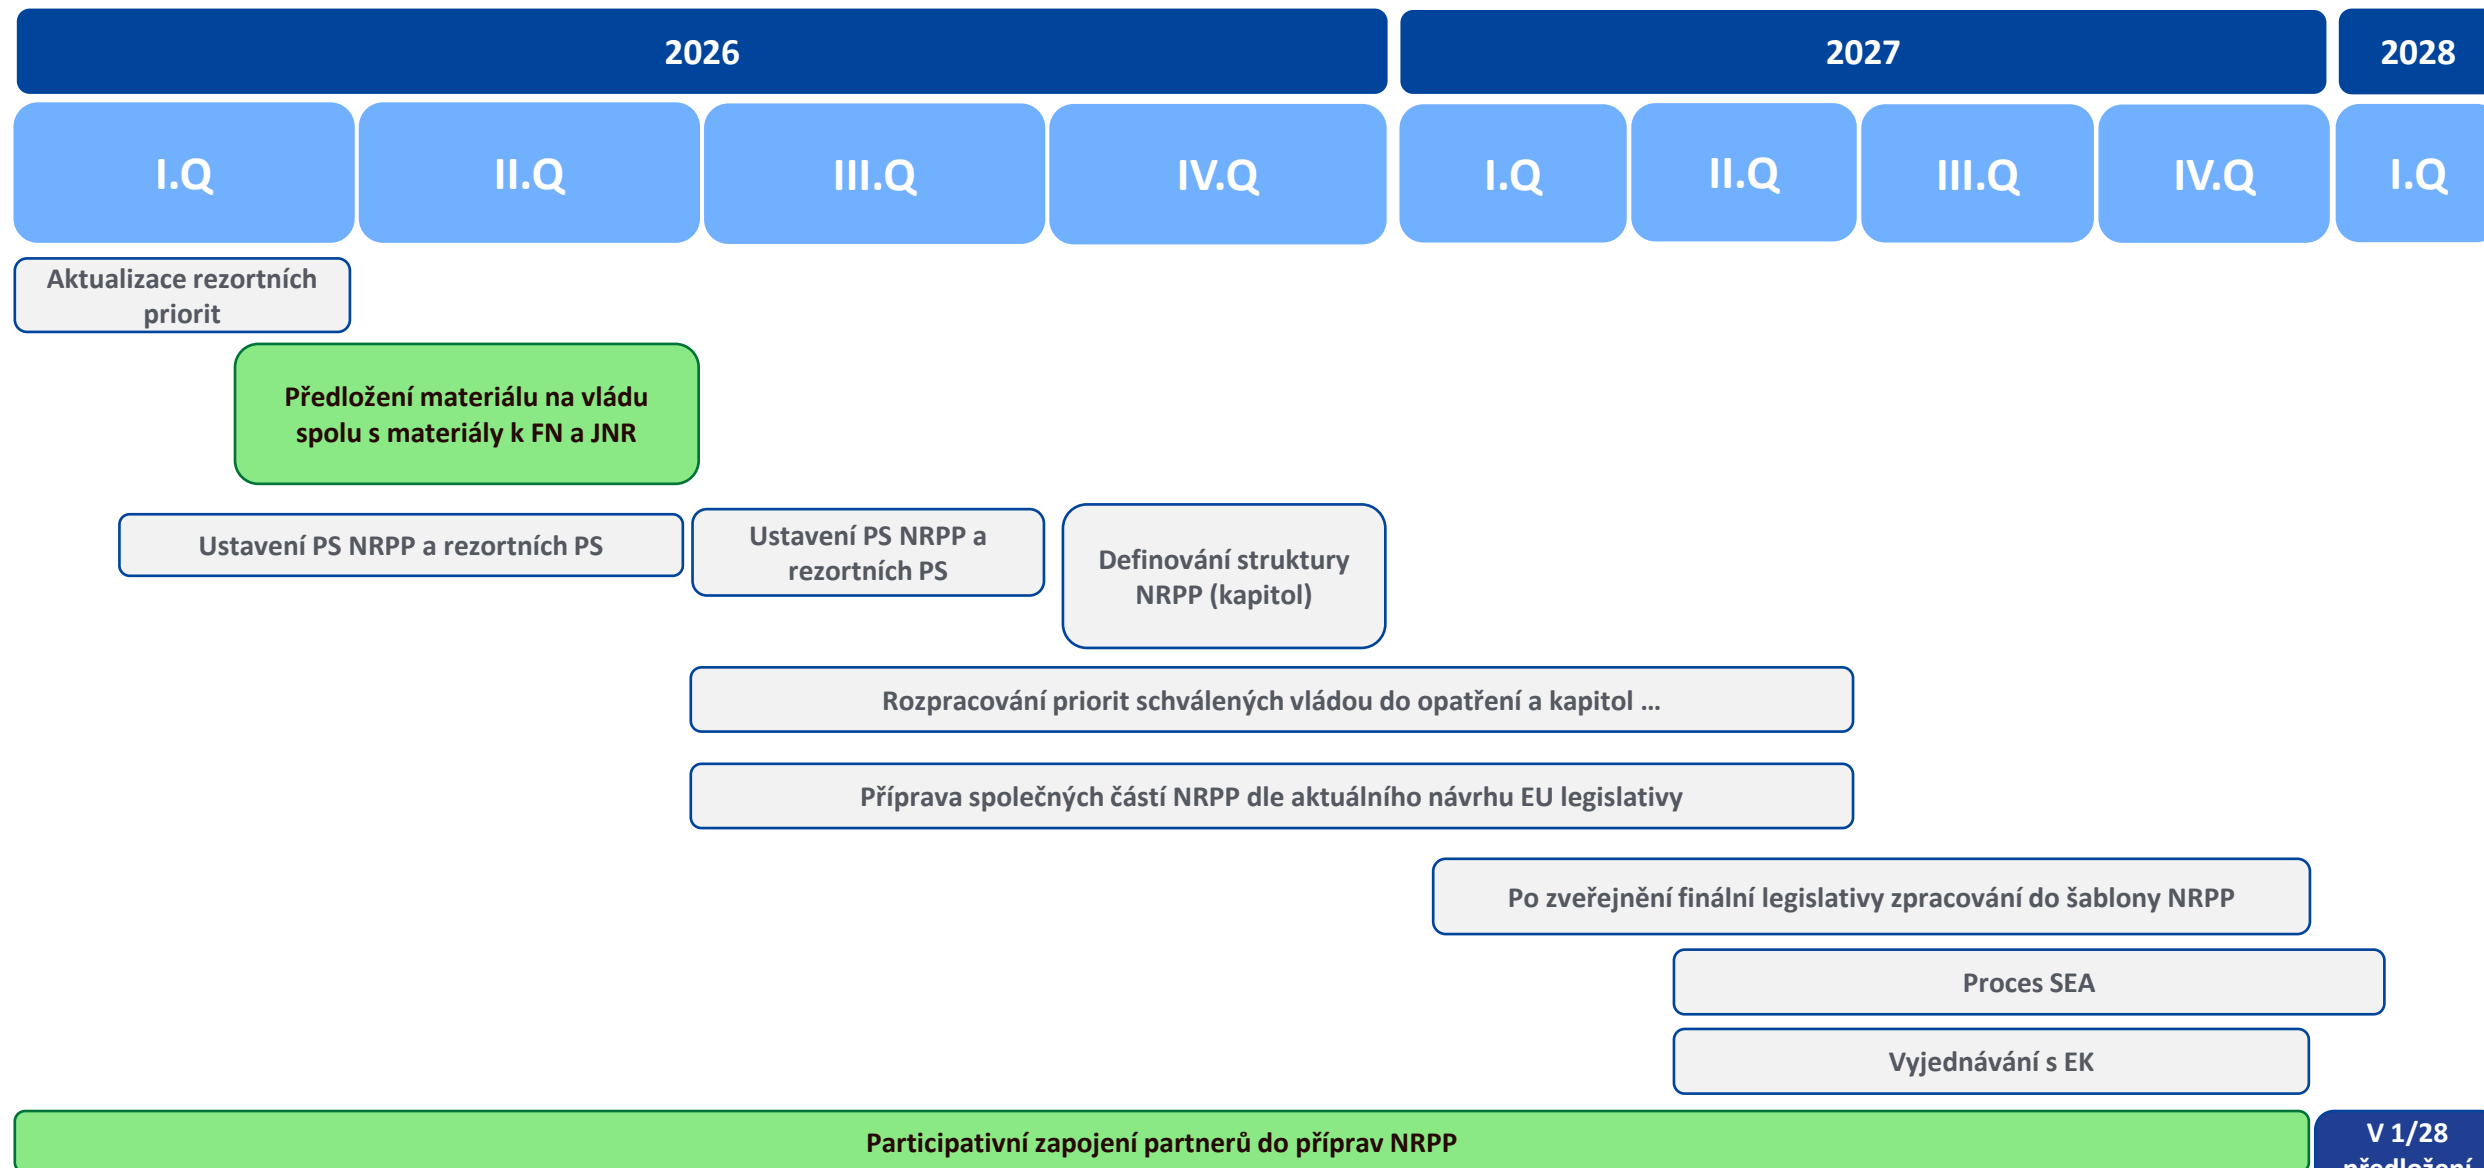 2026
2027
2028
I.Q
II.Q
III.Q
IV.Q
I.Q
II.Q
III.Q
IV.Q
I.Q
Aktualizace rezortních
priorit
Předložení materiálu na vládu
spolu s materiály k FN a JNR
Ustavení PS NRPP a rezortních PS
Ustavení PS NRPP a
rezortních PS
Definování struktury
NRPP (kapitol)
Rozpracování priorit schválených vládou do opatření a kapitol ...
Příprava společných částí NRPP dle aktuálního návrhu EU legislativy
Po zveřejnění finální legislativy zpracování do šablony NRPP
Proces SEA
Vyjednávání s EK
Participativní zapojení partnerů do příprav NRPP
V 1/28
předložení